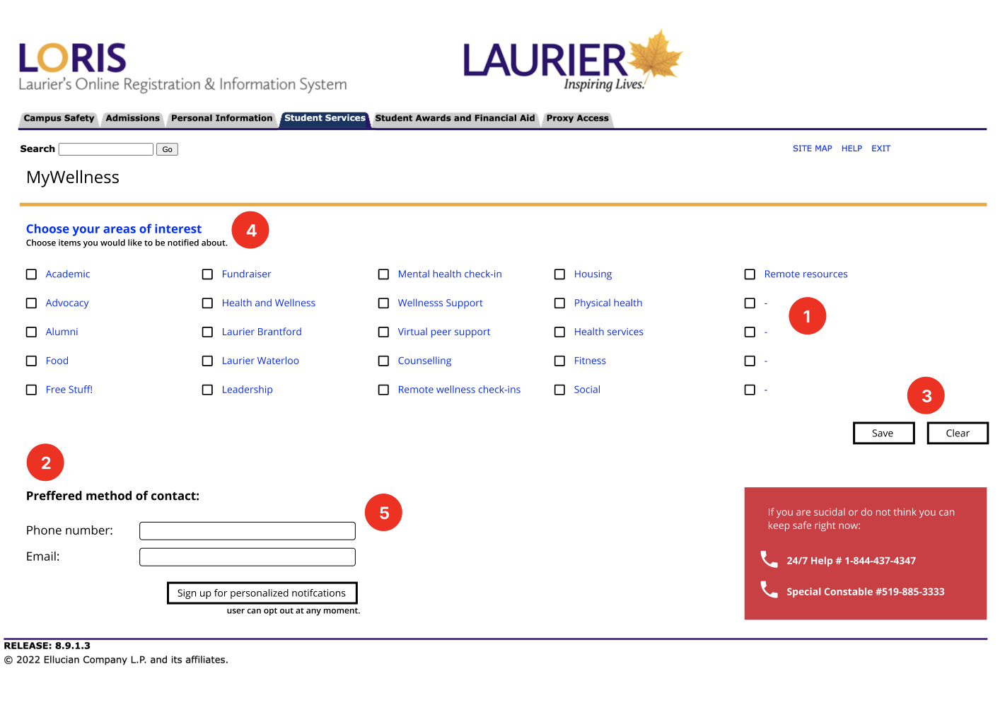 LORIS
Laurier's Online Registration & Information System
LAURIER
Inspiring Lives.
Campus Safety Admissions Personal Information Student Services Student Awards and Financial Aid Proxy Access
Search Go SITE MAP HELP EXIT
MyWellness
Choose your areas of interest
4
Choose items you would like to be notified about.
Academic Fundraiser Mental health check-in Housing Remote resources
Advocacy Health and Wellness Wellnesss Support Physical health -
1
Alumni Laurier Brantford Virtual peer support Health services -
Food Laurier Waterloo Counselling Fitness -
Free Stuff! Leadership Remote wellness check-ins Social -
3
Save Clear
2
Preffered method of contact:
5
Phone number:
Email:
Sign up for personalized notifcations
user can opt out at any moment.
If you are sucidal or do not think you can
keep safe right now:
24/7 Help # 1-844-437-4347
Special Constable #519-885-3333
RELEASE: 8.9.1.3
© 2022 Ellucian Company L.P. and its affiliates.